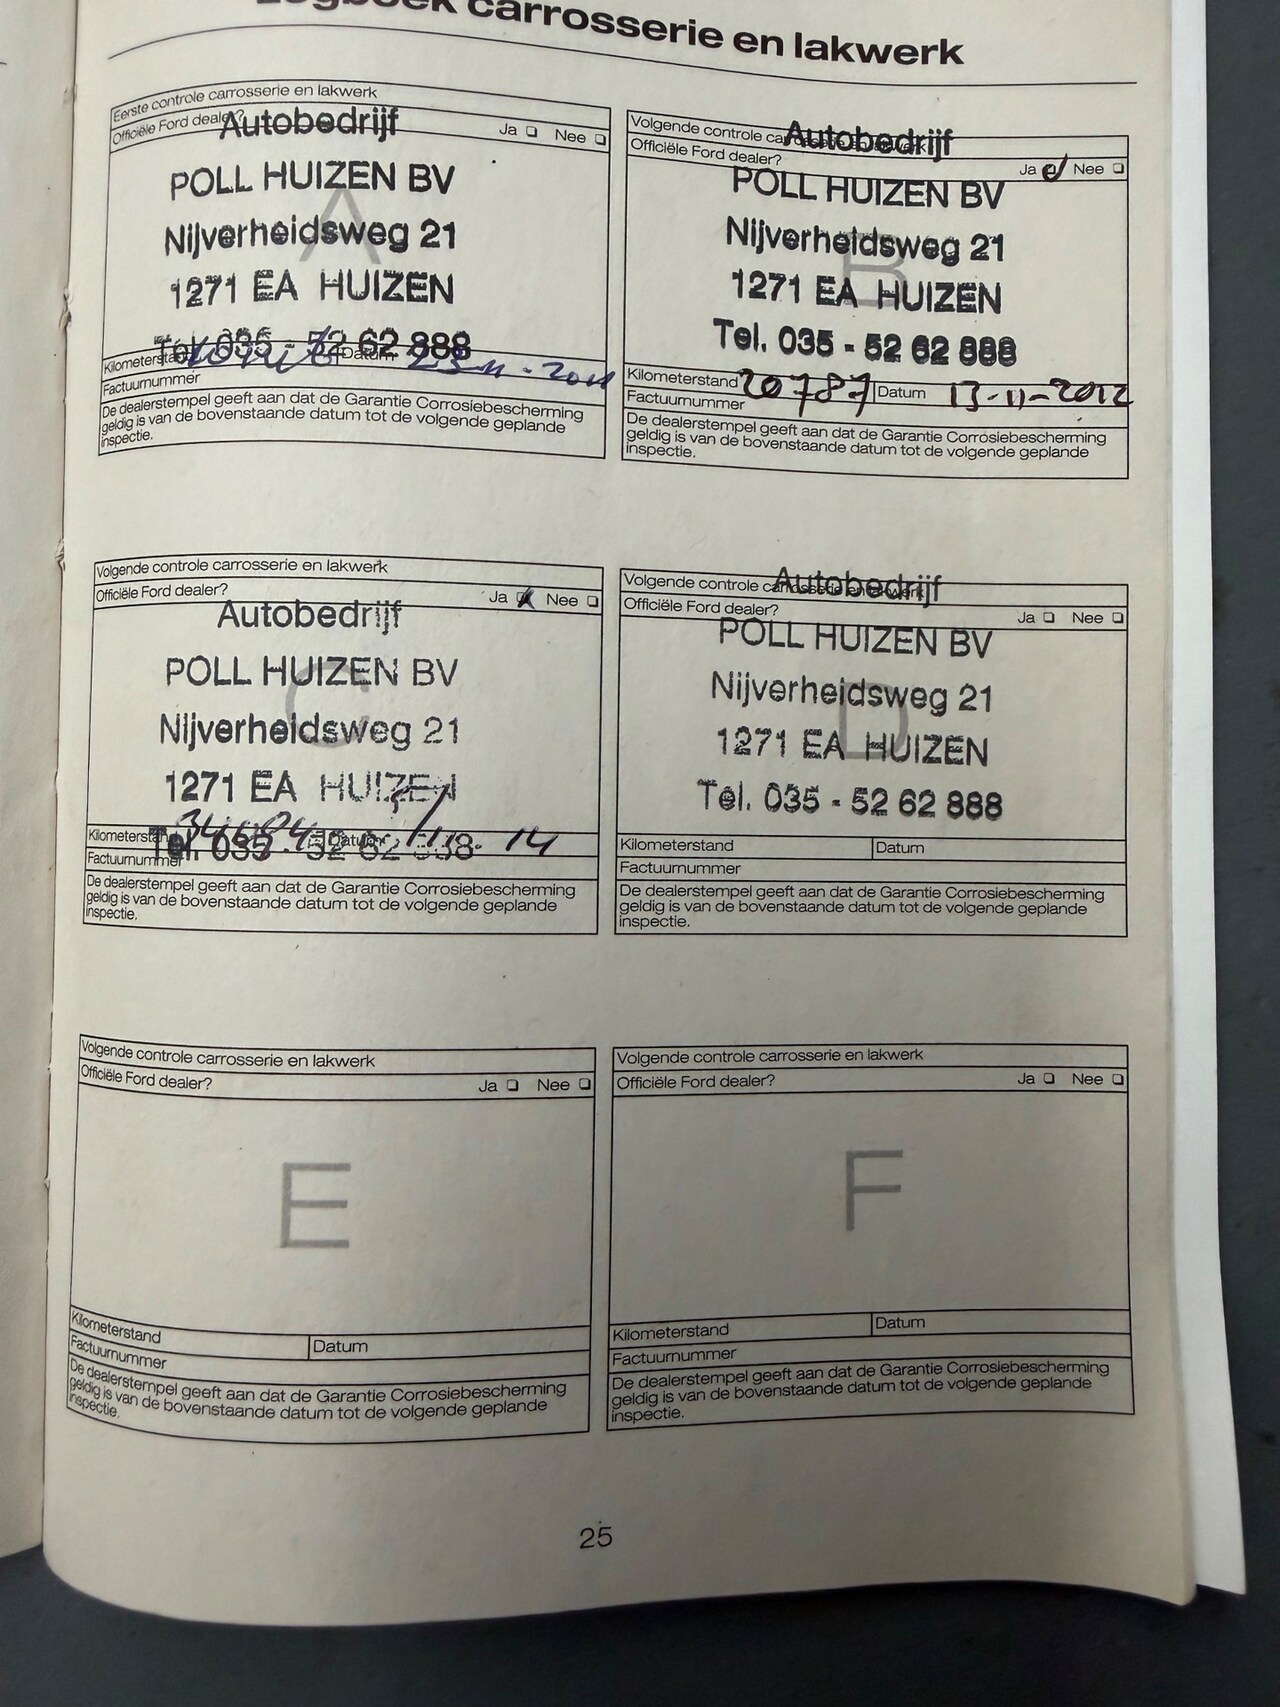 Logboek carrosserie en lakwerk
Eerste controle carrosserie en lakwerk
Officiële Ford dealer? Ja Nee
A
Autobedrijf
POLL HUIZEN BV
Nijverheidsweg 21
1271 EA HUIZEN
Tel. 035 - 52 62 888
Kilometerstand Datum
Factuurnummer
De dealerstempel geeft aan dat de Garantie Corrosiebescherming
geldig is van de bovenstaande datum tot de volgende geplande
inspectie.
Volgende controle carrosserie en lakwerk
Officiële Ford dealer? Ja Nee
B
Autobedrijf
POLL HUIZEN BV
Nijverheidsweg 21
1271 EA HUIZEN
Tel. 035 - 52 62 888
Kilometerstand 20787 Datum 13-11-2012
Factuurnummer
De dealerstempel geeft aan dat de Garantie Corrosiebescherming
geldig is van de bovenstaande datum tot de volgende geplande
inspectie.
Volgende controle carrosserie en lakwerk
Officiële Ford dealer? Ja Nee
C
Autobedrijf
POLL HUIZEN BV
Nijverheidsweg 21
1271 EA HUIZEN
Tel. 035 - 52 62 888
Kilometerstand Datum 14
Factuurnummer
De dealerstempel geeft aan dat de Garantie Corrosiebescherming
geldig is van de bovenstaande datum tot de volgende geplande
inspectie.
Volgende controle carrosserie en lakwerk
Officiële Ford dealer? Ja Nee
D
Autobedrijf
POLL HUIZEN BV
Nijverheidsweg 21
1271 EA HUIZEN
Tel. 035 - 52 62 888
Kilometerstand Datum
Factuurnummer
De dealerstempel geeft aan dat de Garantie Corrosiebescherming
geldig is van de bovenstaande datum tot de volgende geplande
inspectie.
Volgende controle carrosserie en lakwerk
Officiële Ford dealer? Ja Nee
E
Kilometerstand Datum
Factuurnummer
De dealerstempel geeft aan dat de Garantie Corrosiebescherming
geldig is van de bovenstaande datum tot de volgende geplande
inspectie.
Volgende controle carrosserie en lakwerk
Officiële Ford dealer? Ja Nee
F
Kilometerstand Datum
Factuurnummer
De dealerstempel geeft aan dat de Garantie Corrosiebescherming
geldig is van de bovenstaande datum tot de volgende geplande
inspectie.
25